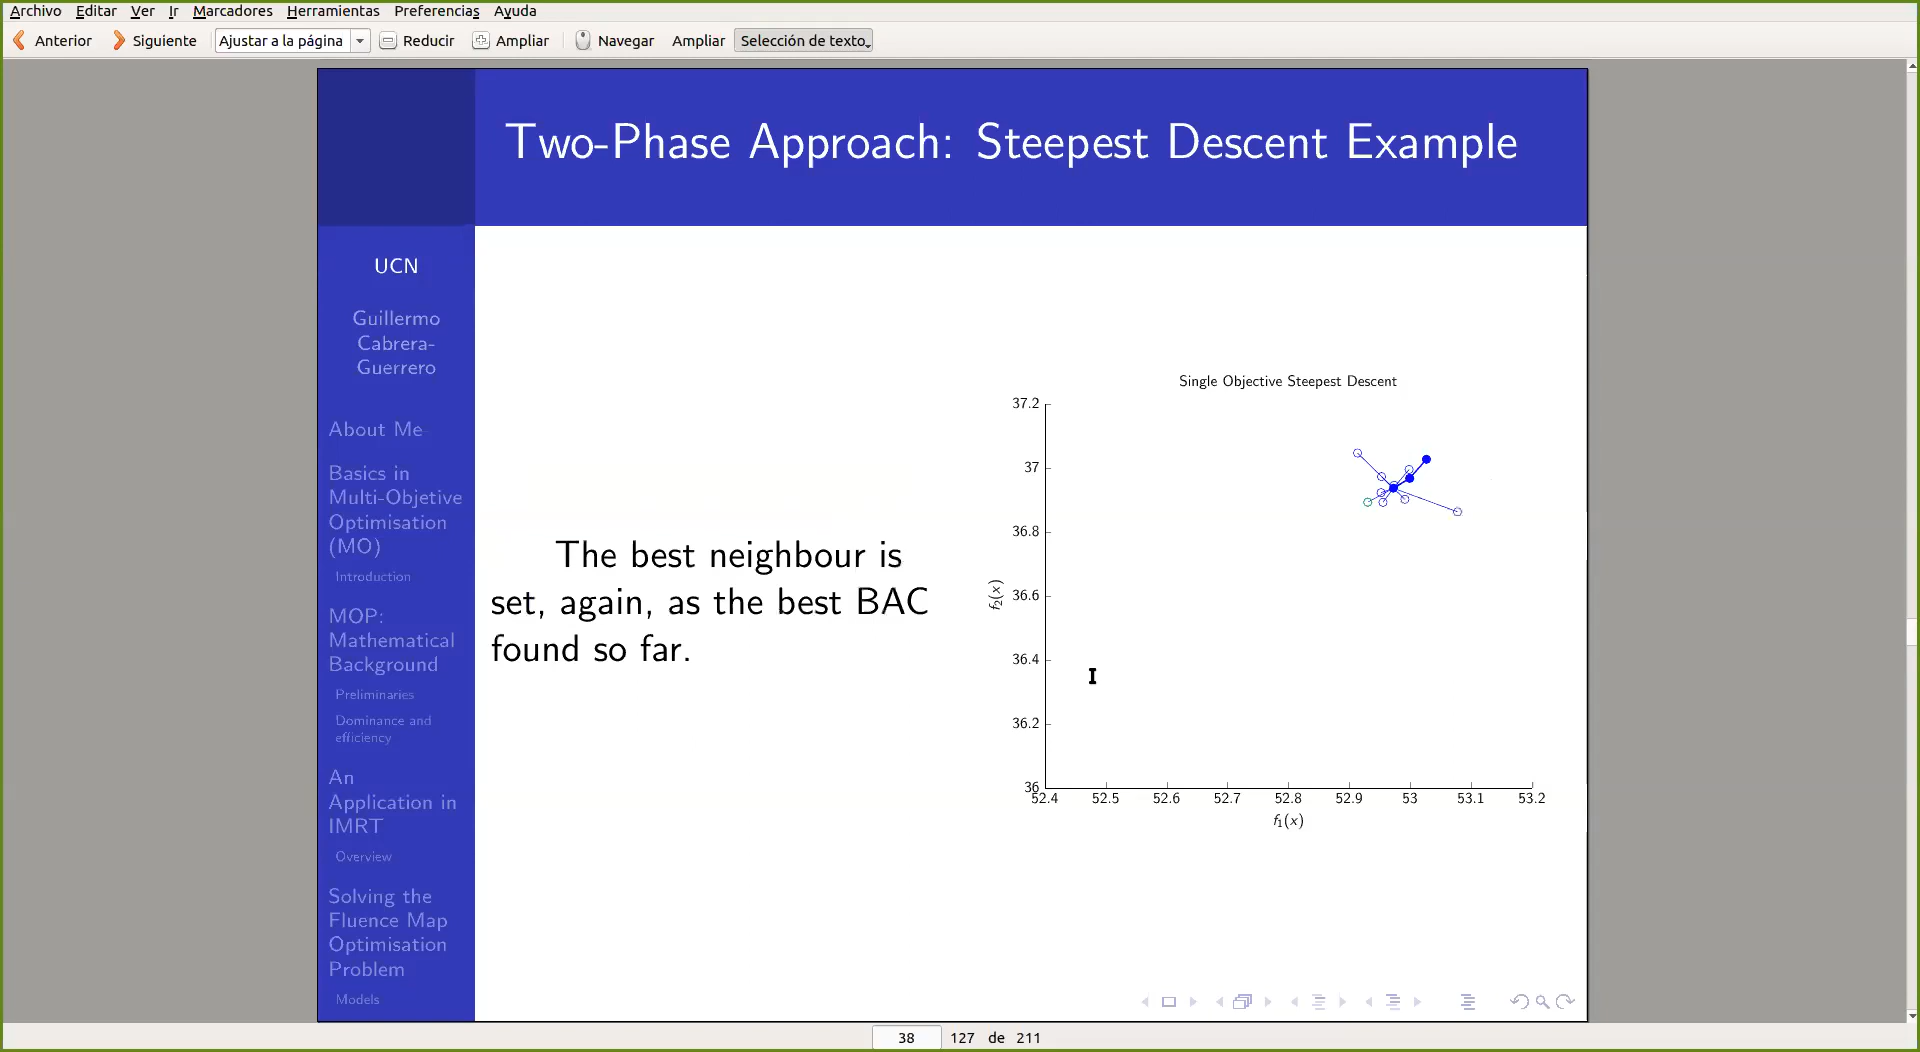 Archivo Editar Ver Ir Marcadores Herramientas Preferencias Ayuda
Anterior Siguiente Ajustar a la página Reducir Ampliar Navegar Ampliar Selección de texto
Two-Phase Approach: Steepest Descent Example
UCN
Guillermo
Cabrera-
Guerrero
About Me
Basics in
Multi-Objetive
Optimisation
(MO)
Introduction
MOP:
Mathematical
Background
Preliminaries
Dominance and
efficiency
An
Application in
IMRT
Overview
Solving the
Fluence Map
Optimisation
Problem
Models
The best neighbour is
set, again, as the best BAC
found so far.
Single Objective Steepest Descent
37.2
37
36.8
36.6
36.4
36.2
36
f2(x)
52.4 52.5 52.6 52.7 52.8 52.9 53 53.1 53.2
f1(x)
38 127 de 211